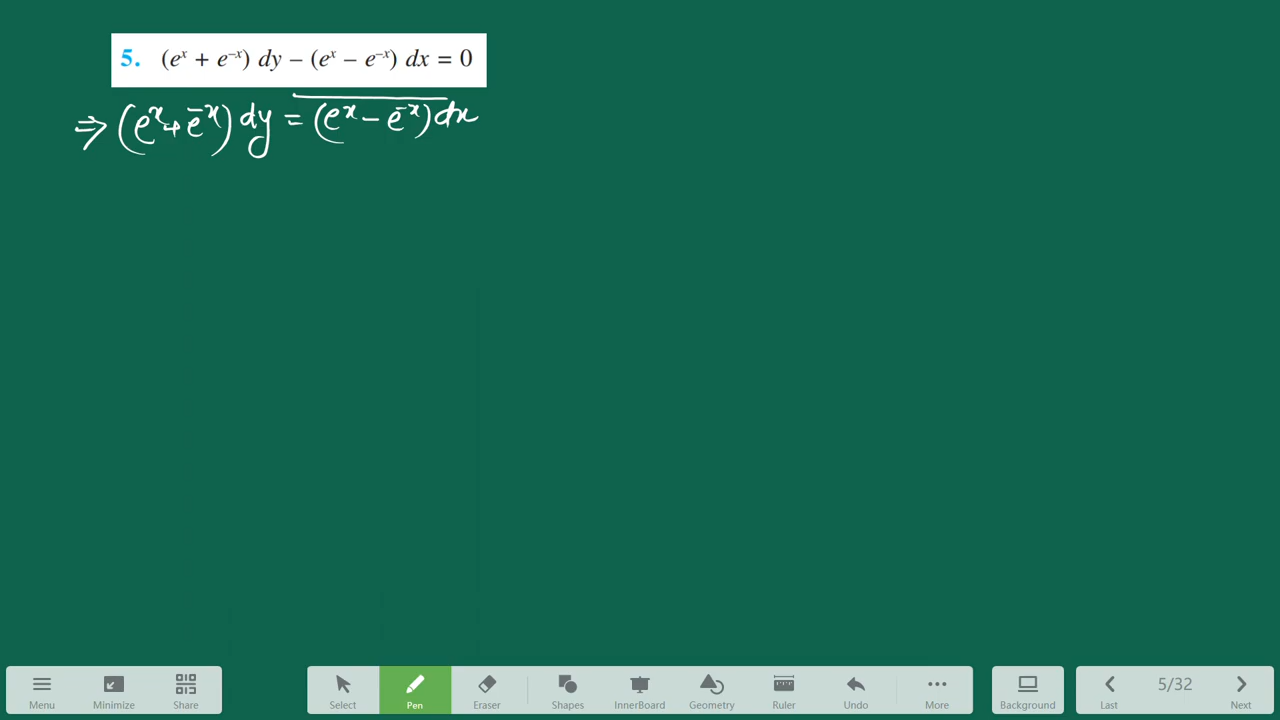 5. (eˣ + e⁻ˣ) dy – (eˣ – e⁻ˣ) dx = 0
⇒ (eˣ + e⁻ˣ) dy = (eˣ – e⁻ˣ) dx
Menu Minimize Share Select Pen Eraser Shapes InnerBoard Geometry Ruler Undo More Background Last 5/32 Next